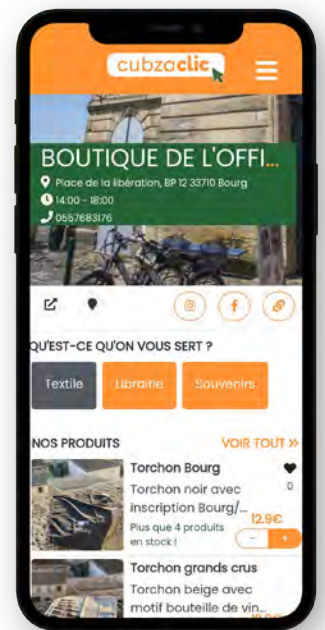 cubzaclic
BOUTIQUE DE L'OFFI...
Place de la libération, BP 12 33710 Bourg
14:00 - 18:00
0557683176
QU'EST-CE QU'ON VOUS SERT ?
Textile Librairie Souvenirs
NOS PRODUITS VOIR TOUT »
Torchon Bourg
0
Torchon noir avec
inscription Bourg/...
12.9€
Plus que 4 produits
en stock !
- +
Torchon grands crus
Torchon beige avec
motif bouteille de vin...